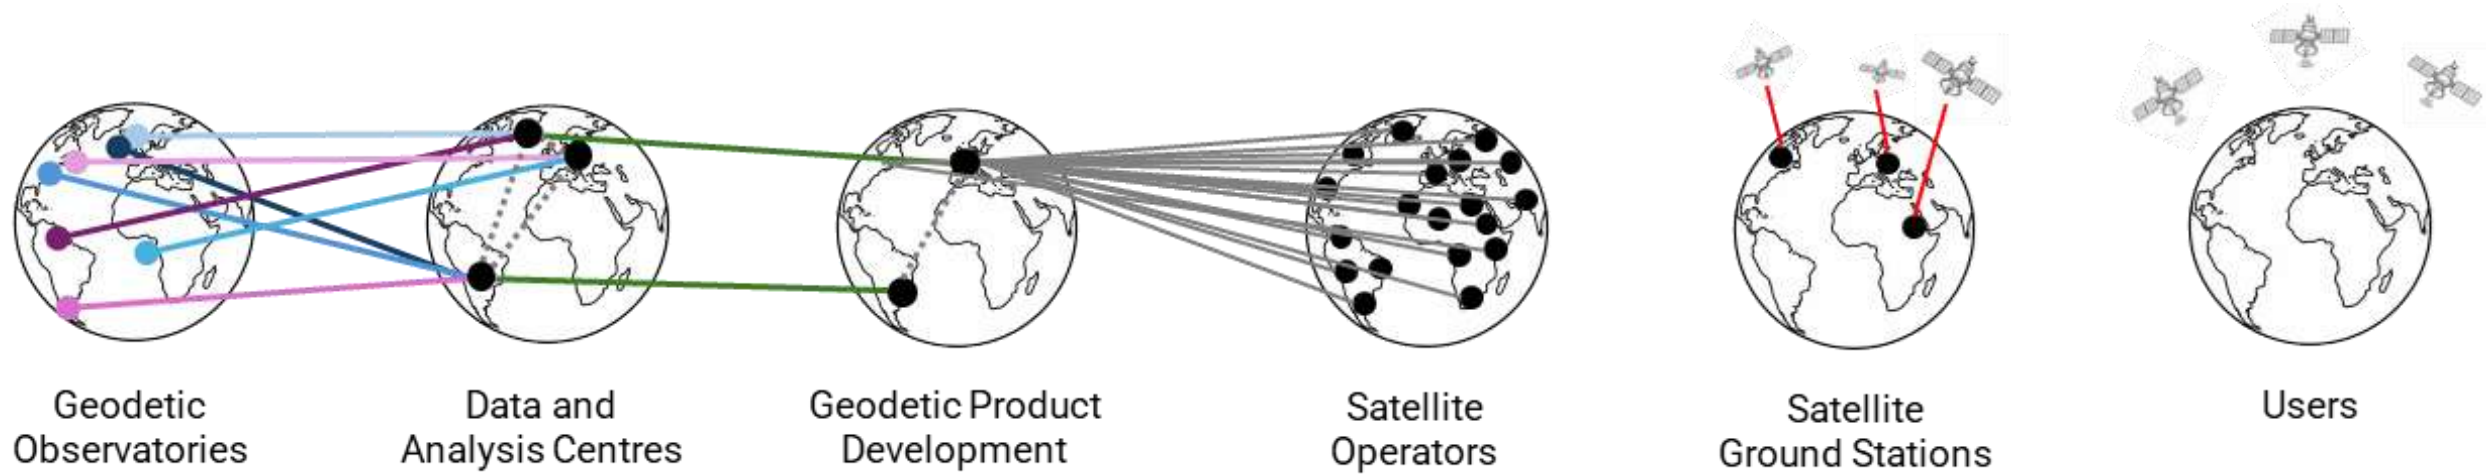 Geodetic
Observatories
Data and
Analysis Centres
Geodetic Product
Development
Satellite
Operators
Satellite
Ground Stations
Users